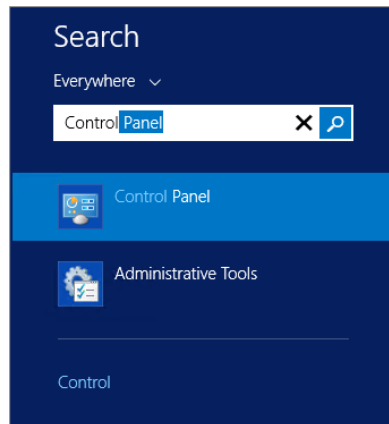 Search
Everywhere
Control Panel
Control Panel
Administrative Tools
Control